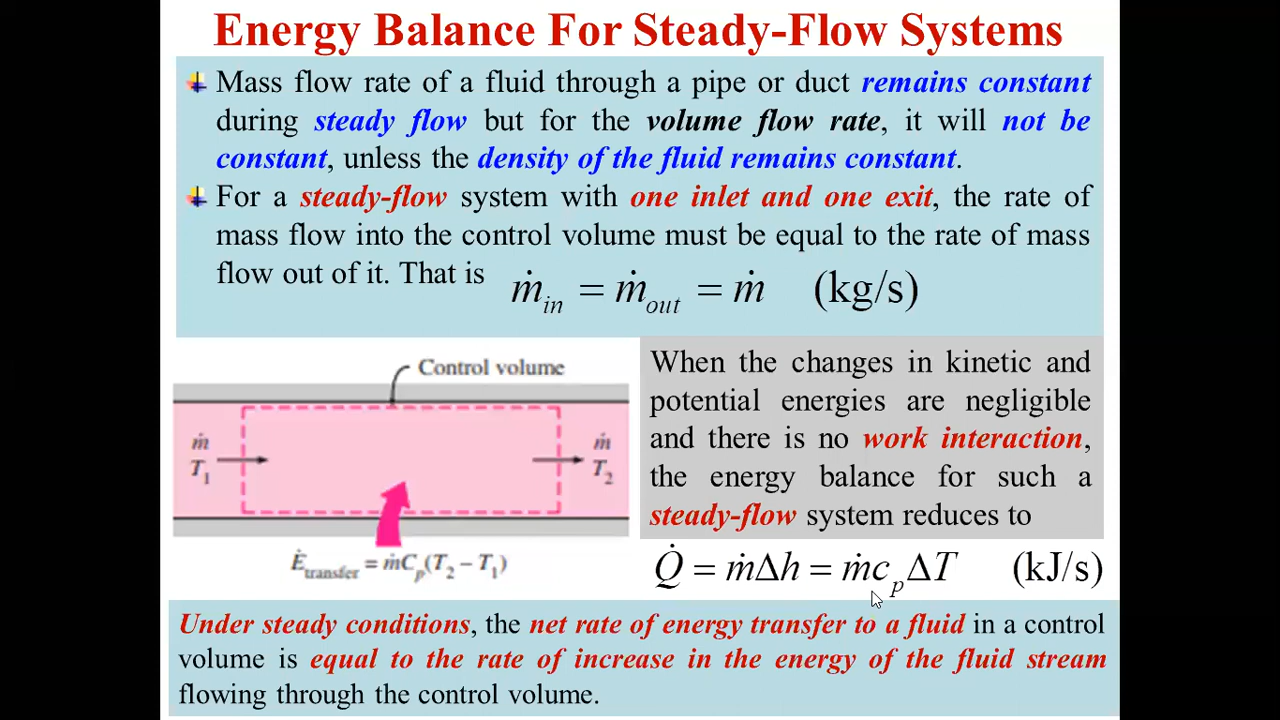 Energy Balance For Steady-Flow Systems
Mass flow rate of a fluid through a pipe or duct remains constant
during steady flow but for the volume flow rate, it will not be
constant, unless the density of the fluid remains constant.
For a steady-flow system with one inlet and one exit, the rate of
mass flow into the control volume must be equal to the rate of mass
flow out of it. That is
ṁ_in = ṁ_out = ṁ (kg/s)
Control volume
ṁ
T₁
ṁ
T₂
Ė_transfer = ṁC_p(T₂ − T₁)
When the changes in kinetic and
potential energies are negligible
and there is no work interaction,
the energy balance for such a
steady-flow system reduces to
Q̇ = ṁΔh = ṁc_pΔT (kJ/s)
Under steady conditions, the net rate of energy transfer to a fluid in a control
volume is equal to the rate of increase in the energy of the fluid stream
flowing through the control volume.